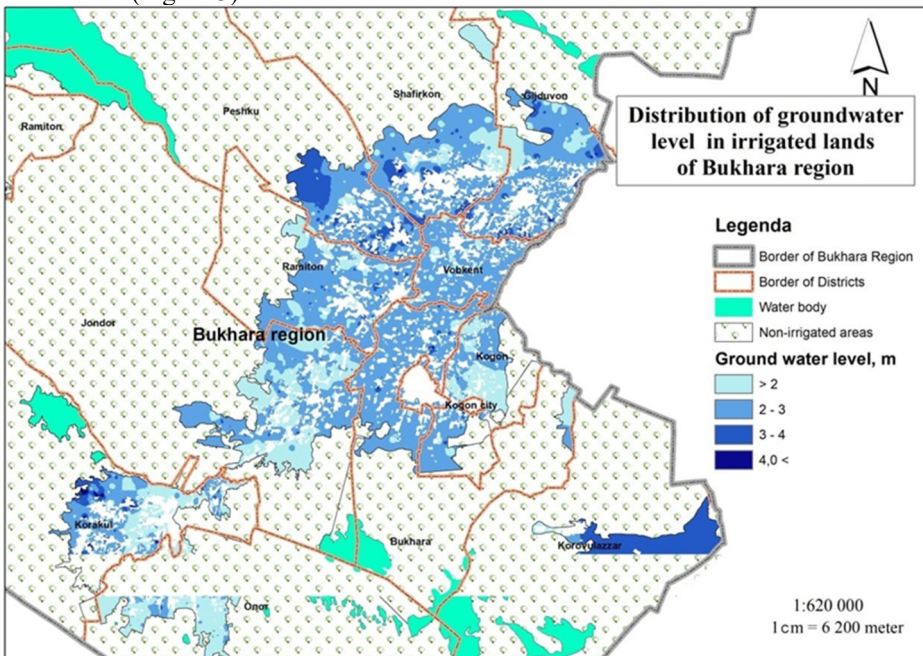 N
Distribution of groundwater
level in irrigated lands
of Bukhara region
Shafirkon
Gijduvon
Peshku
Ramiton
Ramiton
Vobkent
Jondor
Bukhara region
Kogon
Kogon city
Korakul
Bukhara
Korovulazzar
Onor
Legenda
Border of Bukhara Region
Border of Districts
Water body
Non-irrigated areas
Ground water level, m
> 2
2 - 3
3 - 4
4,0 <
1:620 000
1 cm = 6 200 meter